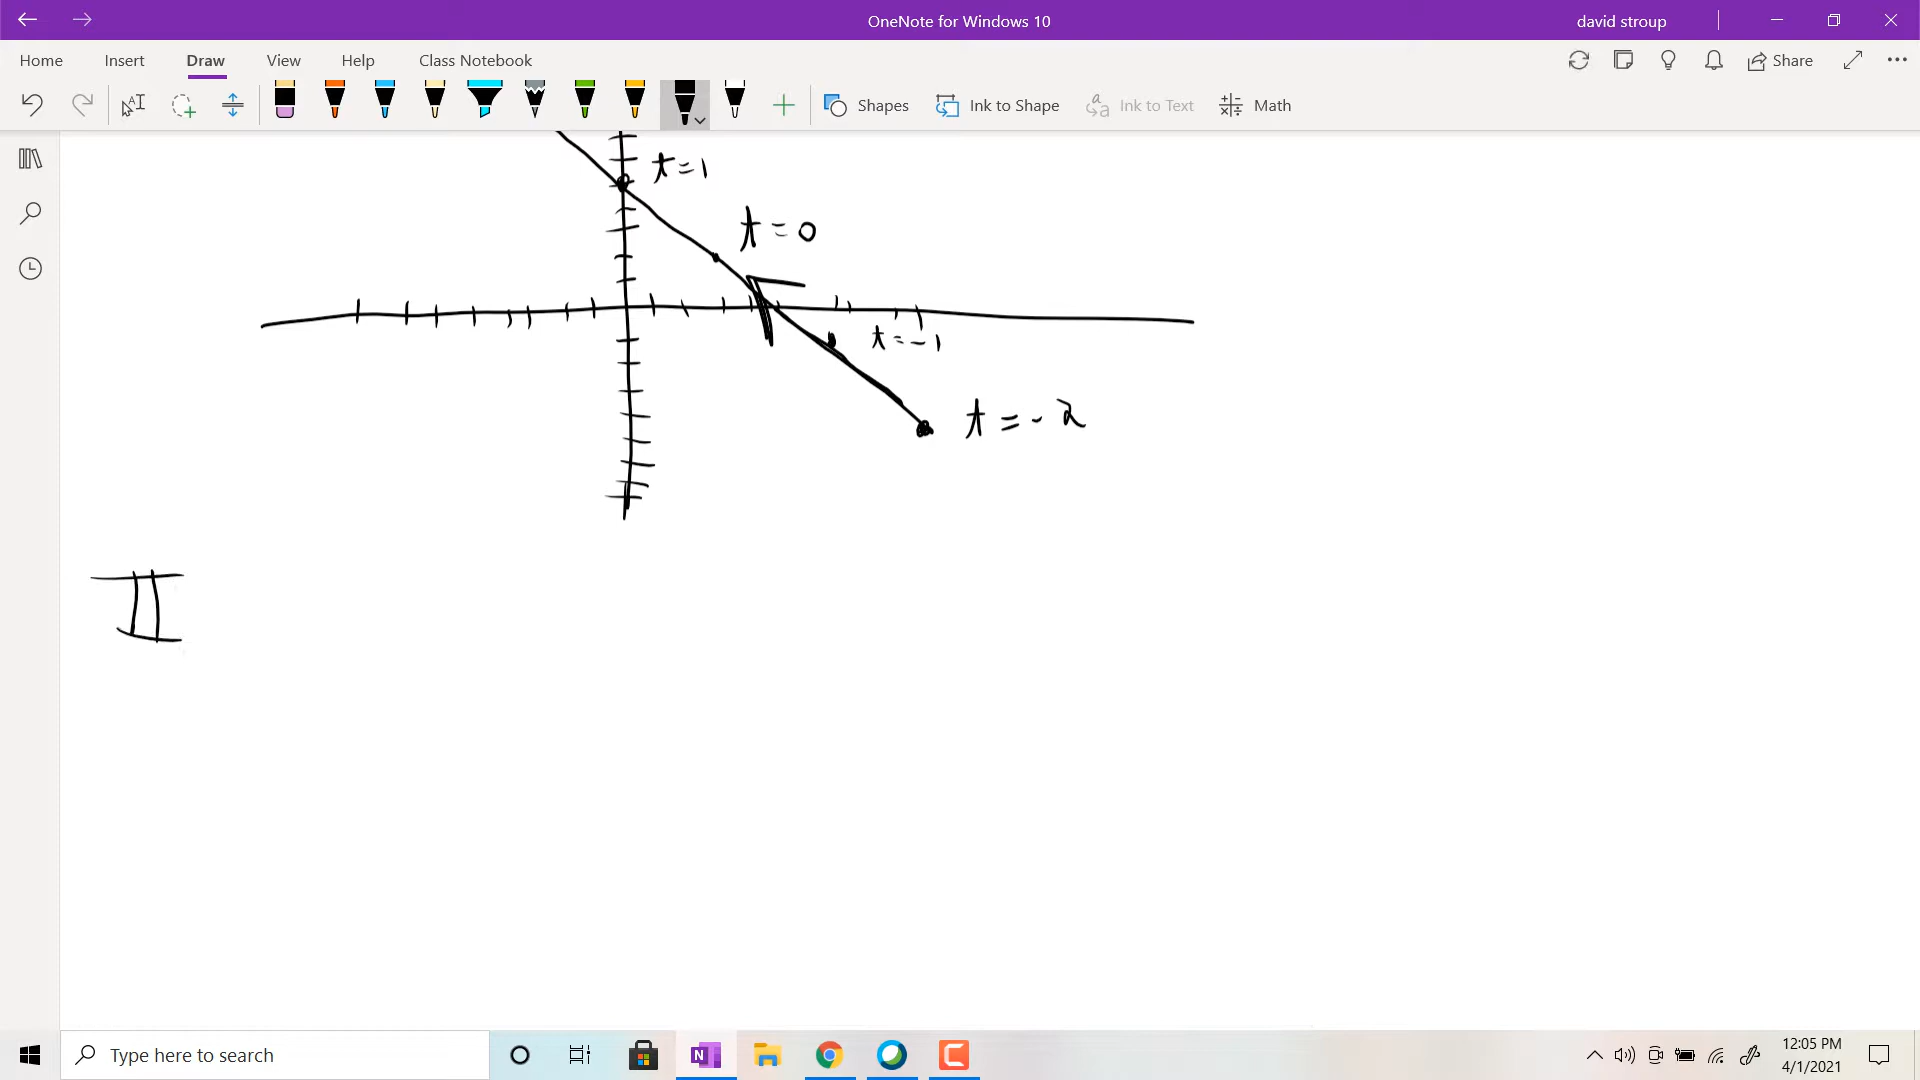 OneNote for Windows 10
david stroup
Home Insert Draw View Help Class Notebook
Share
Shapes Ink to Shape Ink to Text Math
t=1
t=0
t=-1
t=-2
II
Type here to search
12:05 PM
4/1/2021